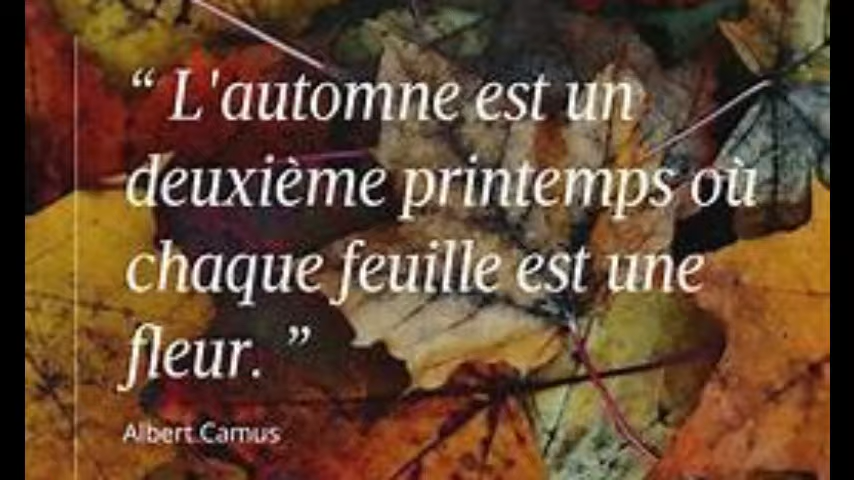 “ L'automne est un
deuxième printemps où
chaque feuille est une
fleur. ”
Albert Camus